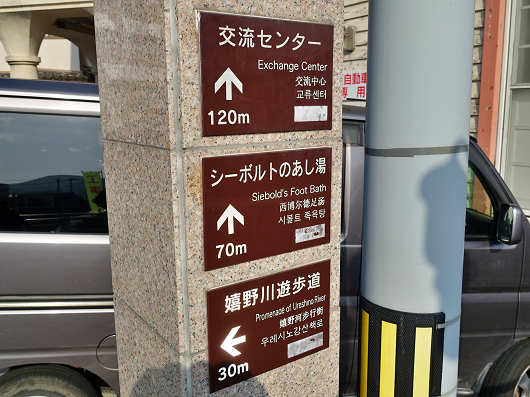 交流センター
Exchange Center
交流中心
교류센터
120m
シーボルトのあし湯
Siebold's Foot Bath
西博尔德足浴
시볼트 족욕탕
70m
嬉野川遊歩道
Promenade of Ureshino River
嬉野河步行街
우레시노강산책로
30m
自動車
専用